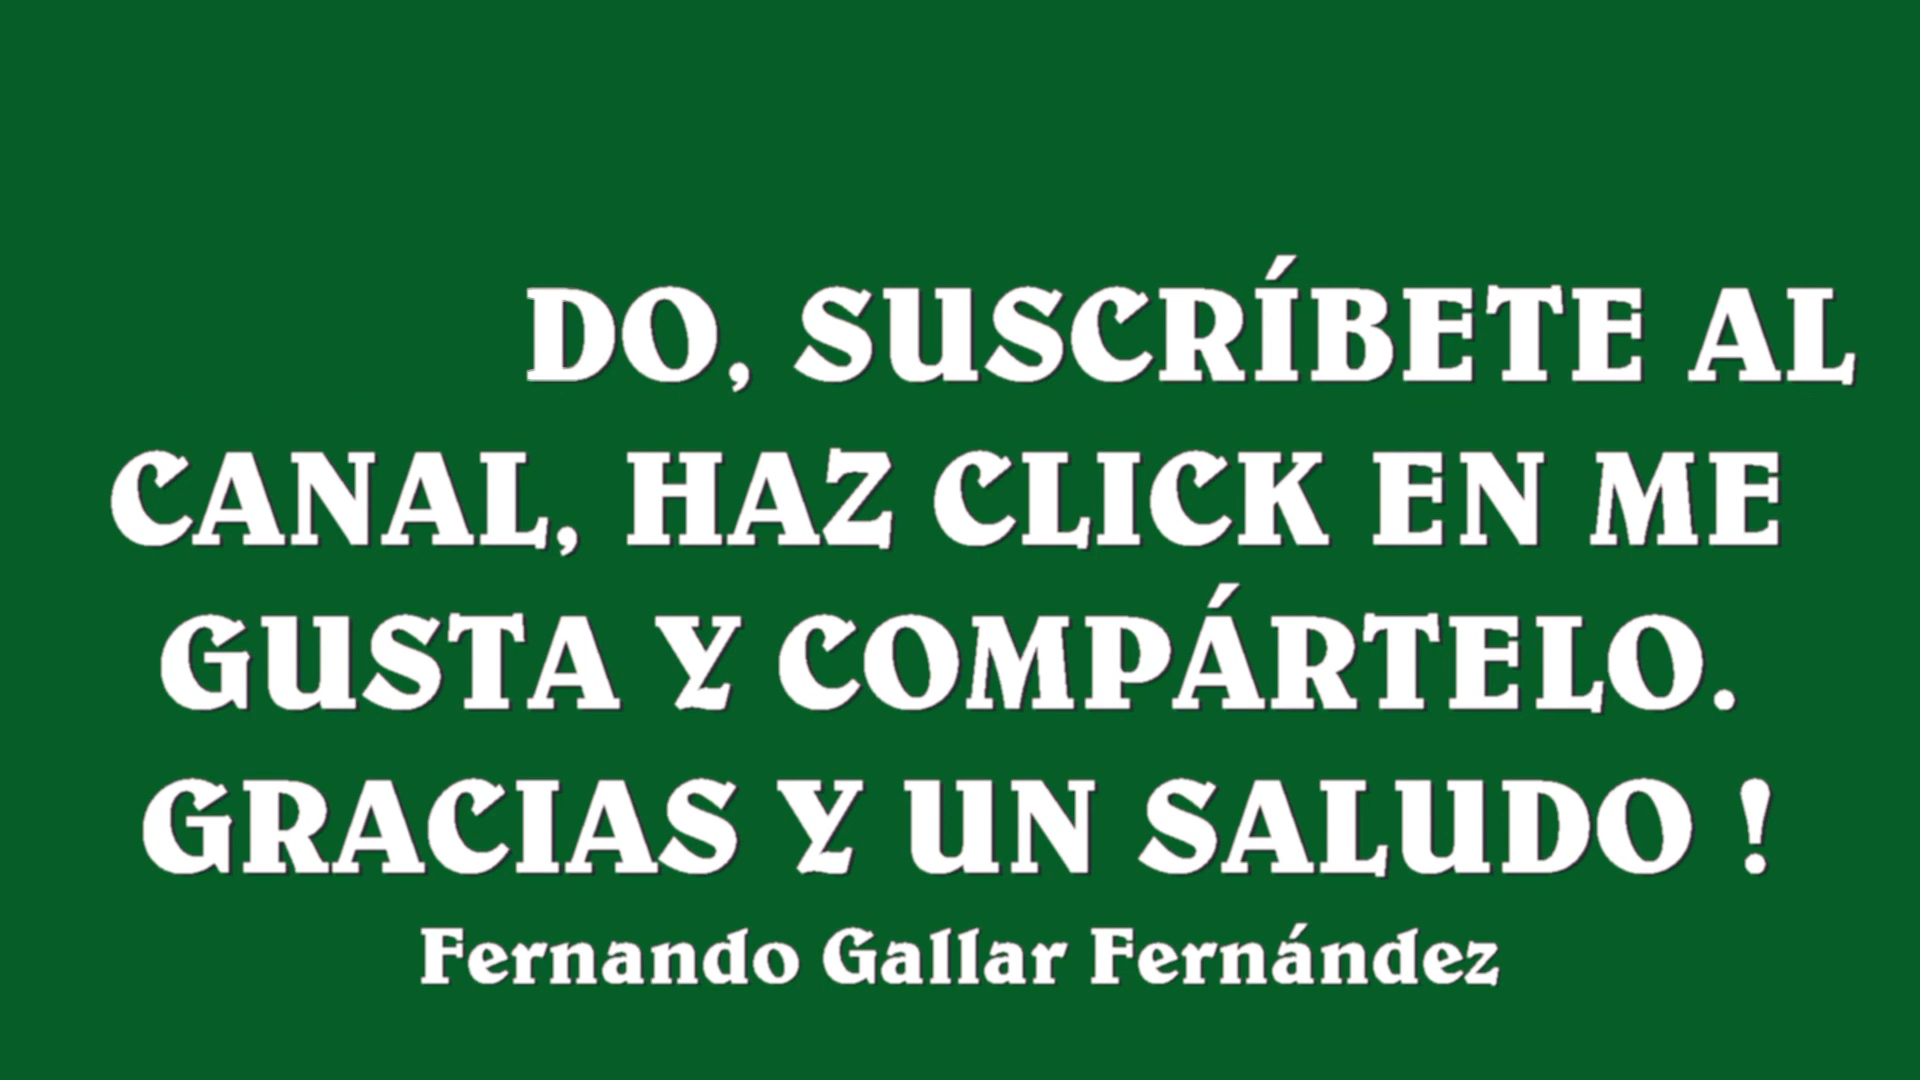 DO, SUSCRÍBETE AL
CANAL, HAZ CLICK EN ME
GUSTA Y COMPÁRTELO.
GRACIAS Y UN SALUDO !
Fernando Gallar Fernández